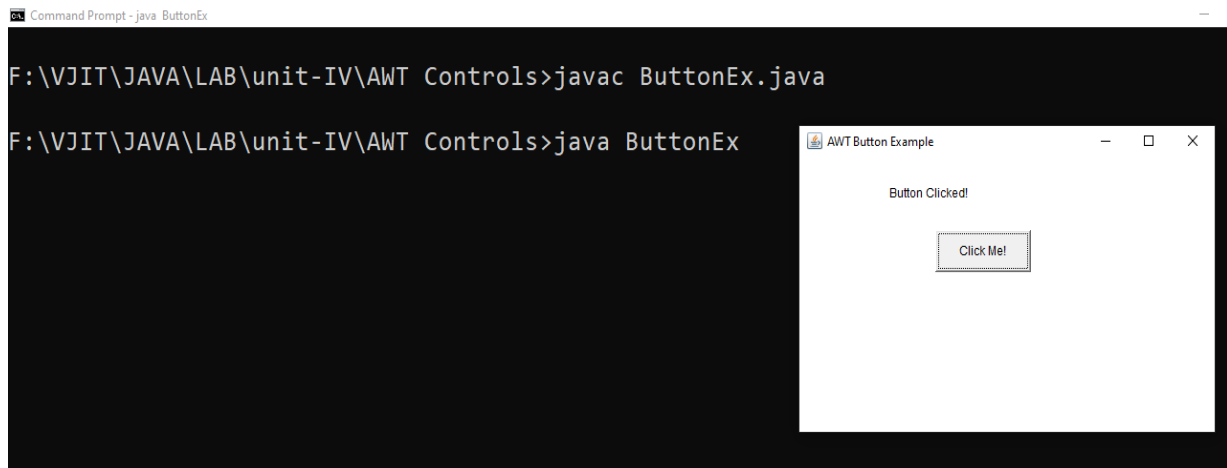 Command Prompt - java ButtonEx
F:\VJIT\JAVA\LAB\unit-IV\AWT Controls>javac ButtonEx.java
F:\VJIT\JAVA\LAB\unit-IV\AWT Controls>java ButtonEx
AWT Button Example
Button Clicked!
Click Me!